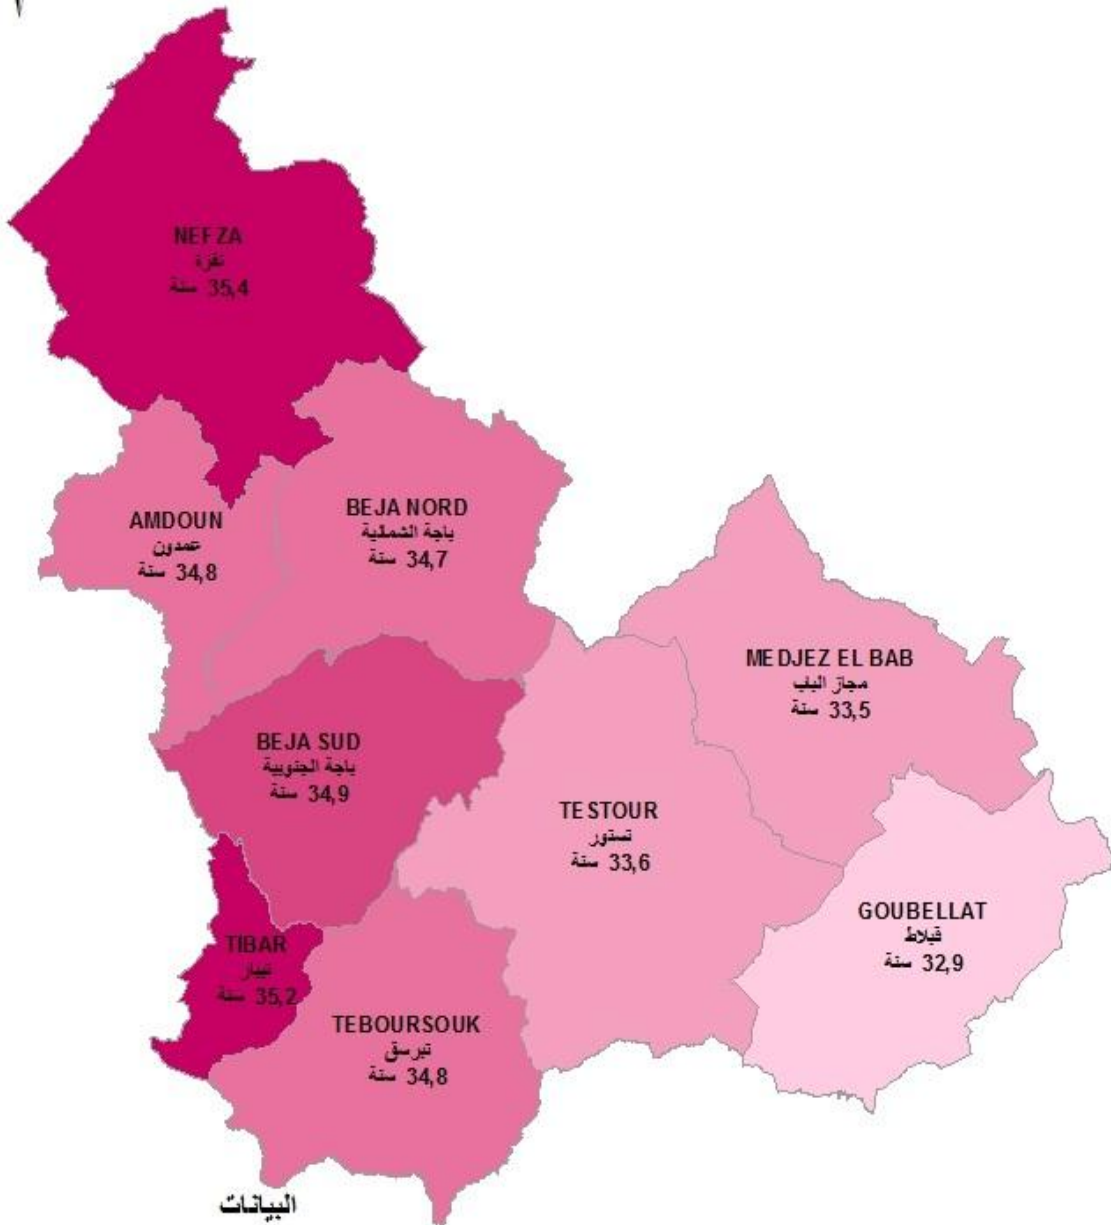 NEFZA
نفزة
35,4 سنة
AMDOUN
عمدون
34,8 سنة
BEJA NORD
باجة الشمالية
34,7 سنة
MEDJEZ EL BAB
مجاز الباب
33,5 سنة
BEJA SUD
باجة الجنوبية
34,9 سنة
TESTOUR
تستور
33,6 سنة
GOUBELLAT
قبلاط
32,9 سنة
TIBAR
تيبار
35,2 سنة
TEBOURSOUK
تبرسق
34,8 سنة
البيانات